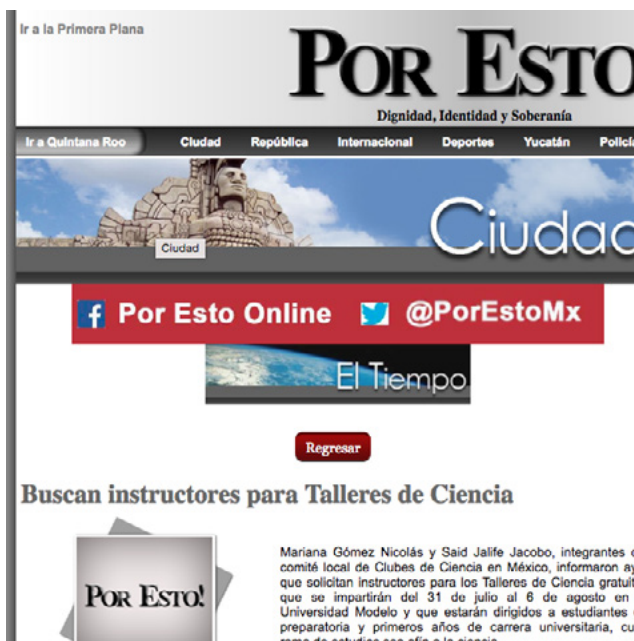 Ir a la Primera Plana
POR ESTO
Dignidad, Identidad y Soberanía
Ir a Quintana Roo Ciudad República Internacional Deportes Yucatán Policía
Ciudad
Ciudad
Por Esto Online @PorEstoMx
El Tiempo
Regresar
Buscan instructores para Talleres de Ciencia
POR ESTO!
Mariana Gómez Nicolás y Said Jalife Jacobo, integrantes
comité local de Clubes de Ciencia en México, informaron
que solicitan instructores para los Talleres de Ciencia
que se impartirán del 31 de julio al 6 de agosto en
Universidad Modelo y que estarán dirigidos a estudiantes
preparatoria y primeros años de carrera universitaria,